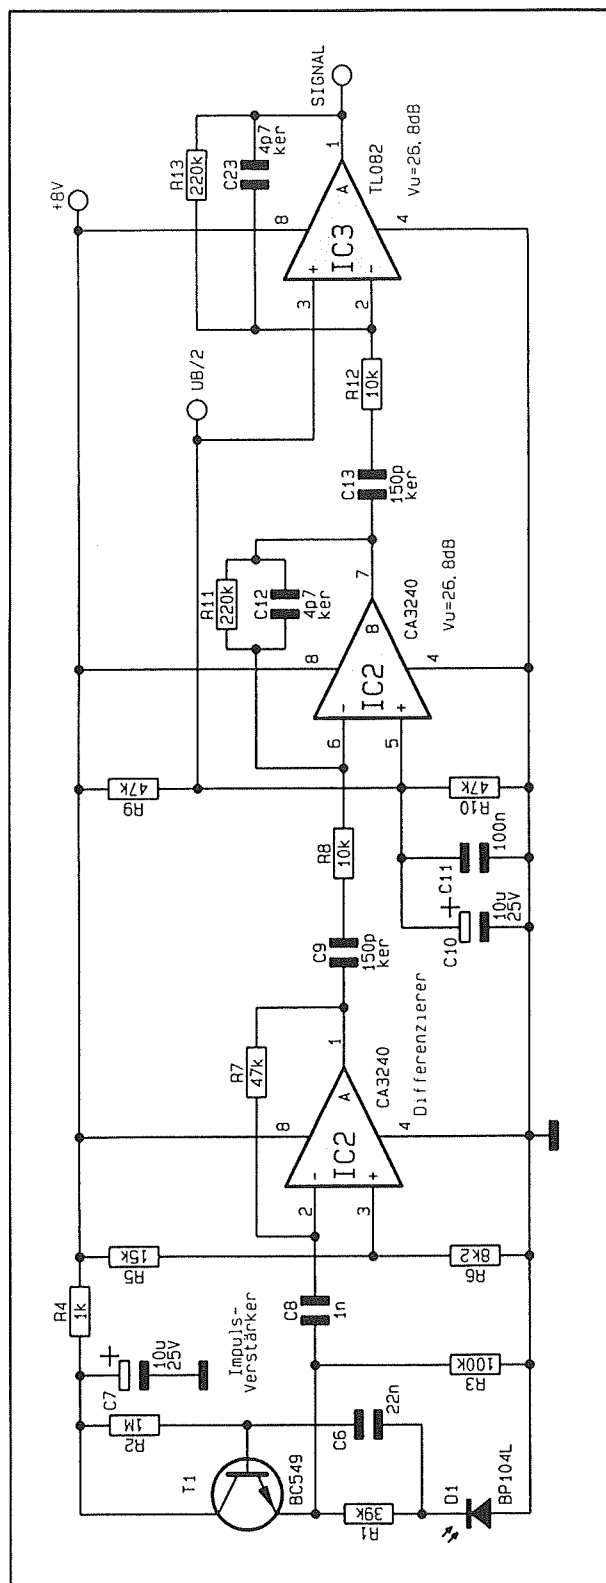 SIGNAL
+8V
R13
220k
C23
4p7
ker
1
A
TL082
Vu=26,8dB
8
4
IC3
+
-
3
2
UB/2
R12
10k
C13
150p
ker
R11
220k
C12
4p7
ker
7
B
CA3240
Vu=26,8dB
8
4
IC2
-
+
6
5
R9
47k
R10
47k
R8
10k
C11
100n
+
C10
10u
25V
C9
150p
ker
R7
47k
1
A
CA3240
Differenzierer
8
4
IC2
-
+
2
3
R5
15k
R6
8k2
R4
1k
C8
1n
Impuls-
Verstärker
+
C7
10u
25V
R3
100k
R2
1M
C6
22n
T1
BC549
R1
39k
D1
BP104L